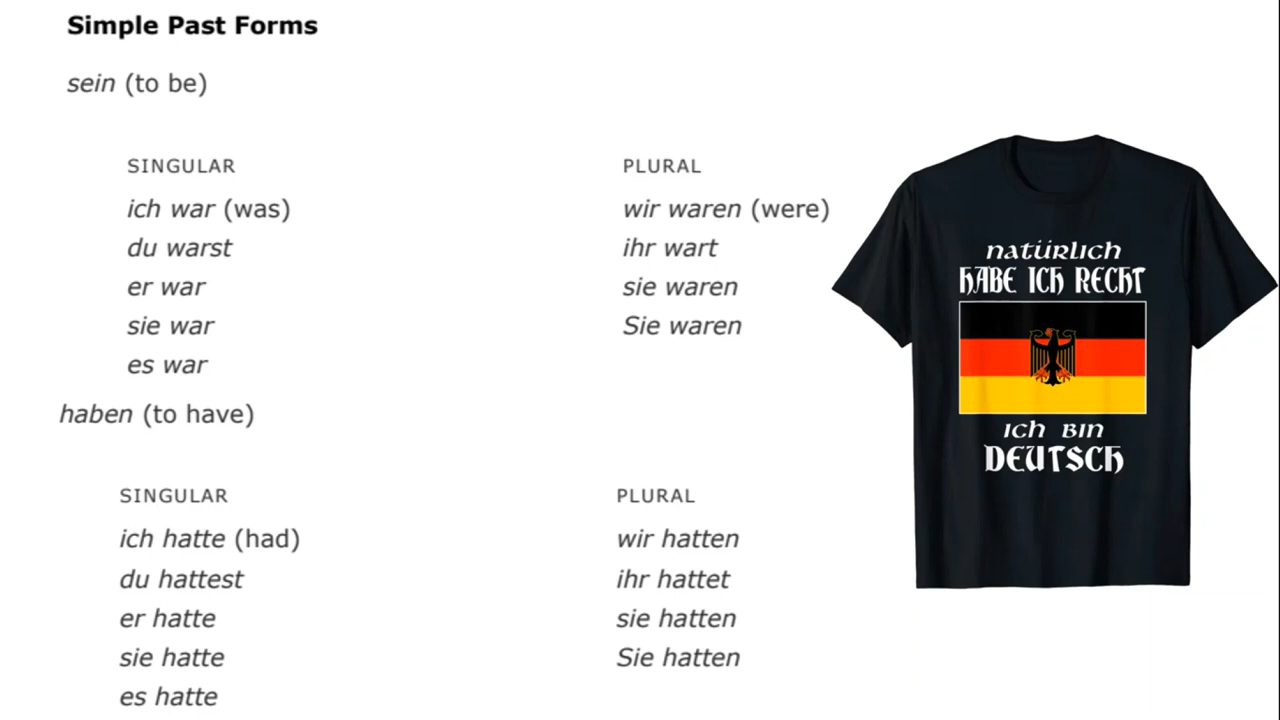 Simple Past Forms
sein (to be)
SINGULAR
ich war (was)
du warst
er war
sie war
es war
PLURAL
wir waren (were)
ihr wart
sie waren
Sie waren
haben (to have)
SINGULAR
ich hatte (had)
du hattest
er hatte
sie hatte
es hatte
PLURAL
wir hatten
ihr hattet
sie hatten
Sie hatten
NATÜRLICH
HABE ICH RECHT
ICH BIN
DEUTSCH